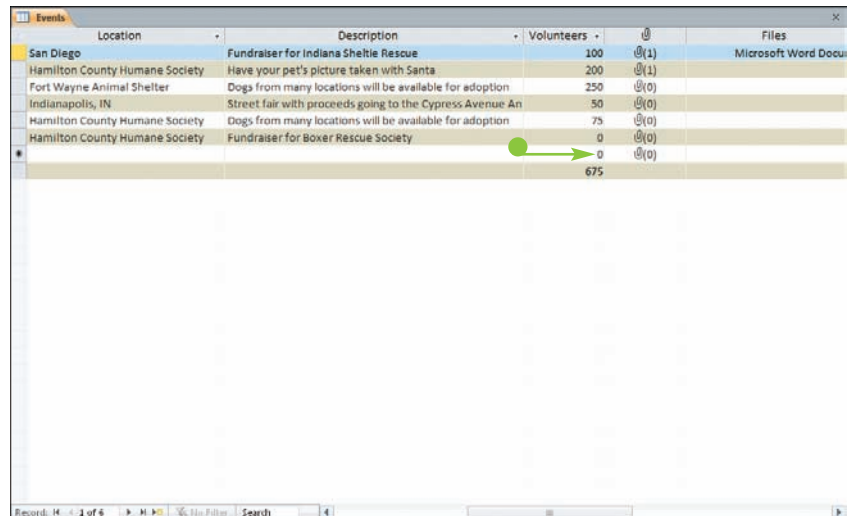 Events
Location Description Volunteers Files
San Diego Fundraiser for Indiana Sheltie Rescue 100 (1) Microsoft Word Docu
Hamilton County Humane Society Have your pet's picture taken with Santa 200 (1)
Fort Wayne Animal Shelter Dogs from many locations will be available for adoption 250 (0)
Indianapolis, IN Street fair with proceeds going to the Cypress Avenue An 50 (0)
Hamilton County Humane Society Dogs from many locations will be available for adoption 75 (0)
Hamilton County Humane Society Fundraiser for Boxer Rescue Society 0 (0)
0 (0)
675
Record: 1 of 6 No Filter Search